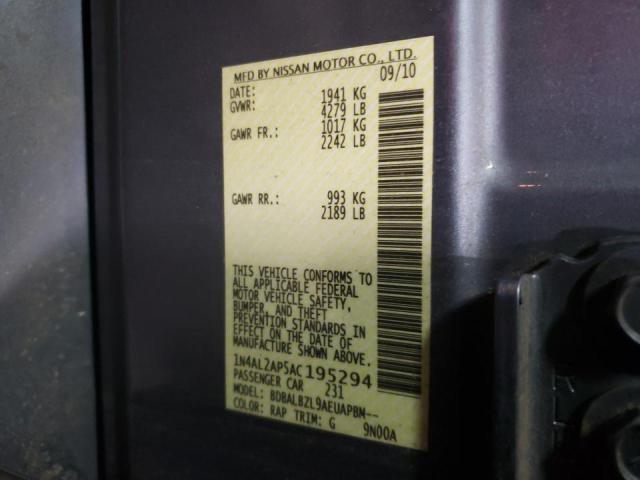 MFD BY NISSAN MOTOR CO., LTD.
DATE: 09/10
GVWR: 1941 KG
4279 LB
GAWR FR.: 1017 KG
2242 LB
GAWR RR.: 993 KG
2189 LB
THIS VEHICLE CONFORMS TO
ALL APPLICABLE FEDERAL
MOTOR VEHICLE SAFETY,
BUMPER, AND THEFT
PREVENTION STANDARDS IN
EFFECT ON THE DATE OF
MANUFACTURE SHOWN ABOVE.
1N4AL2AP5AC195294
PASSENGER CAR 231
MODEL: BDBALBZL9AEUAPBM--
COLOR: RAP TRIM: G 9N00A